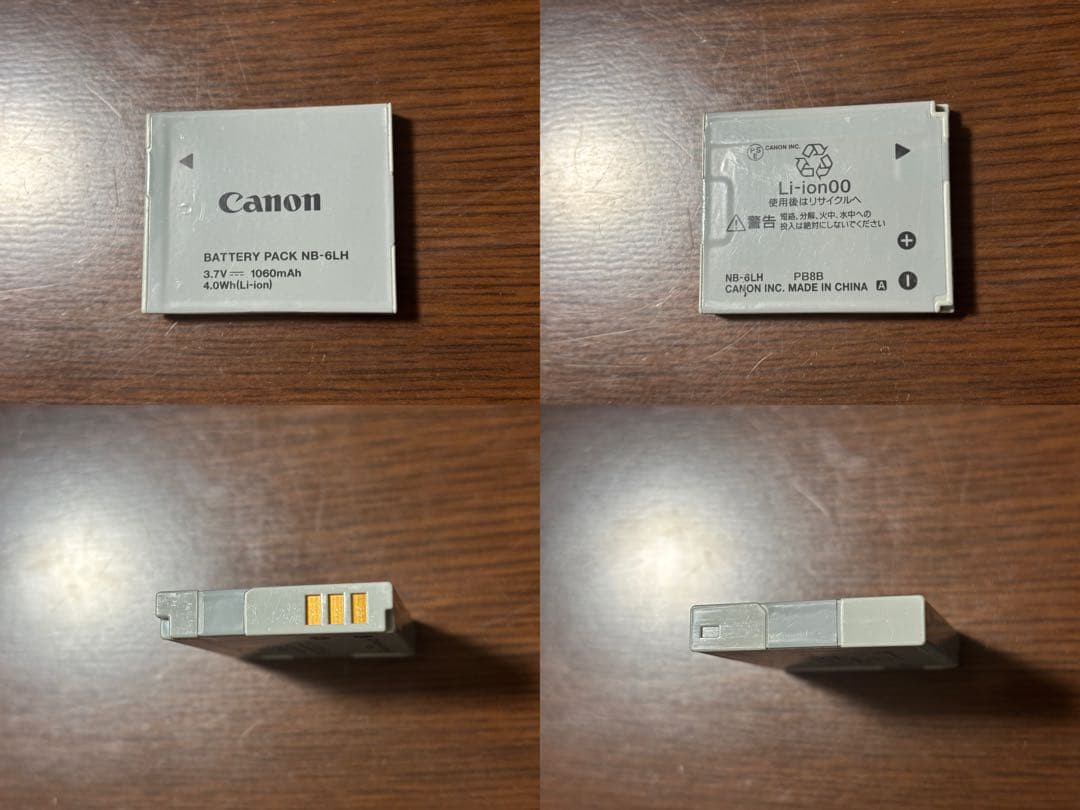 Canon
BATTERY PACK NB-6LH
3.7V⎓ 1060mAh
4.0Wh(Li-ion)
PSE CANON INC.
Li-ion00
使用後はリサイクルへ
⚠警告 電絡、分解、火中、水中への
投入は絶対にしないでください
NB-6LH PB8B
CANON INC. MADE IN CHINA A